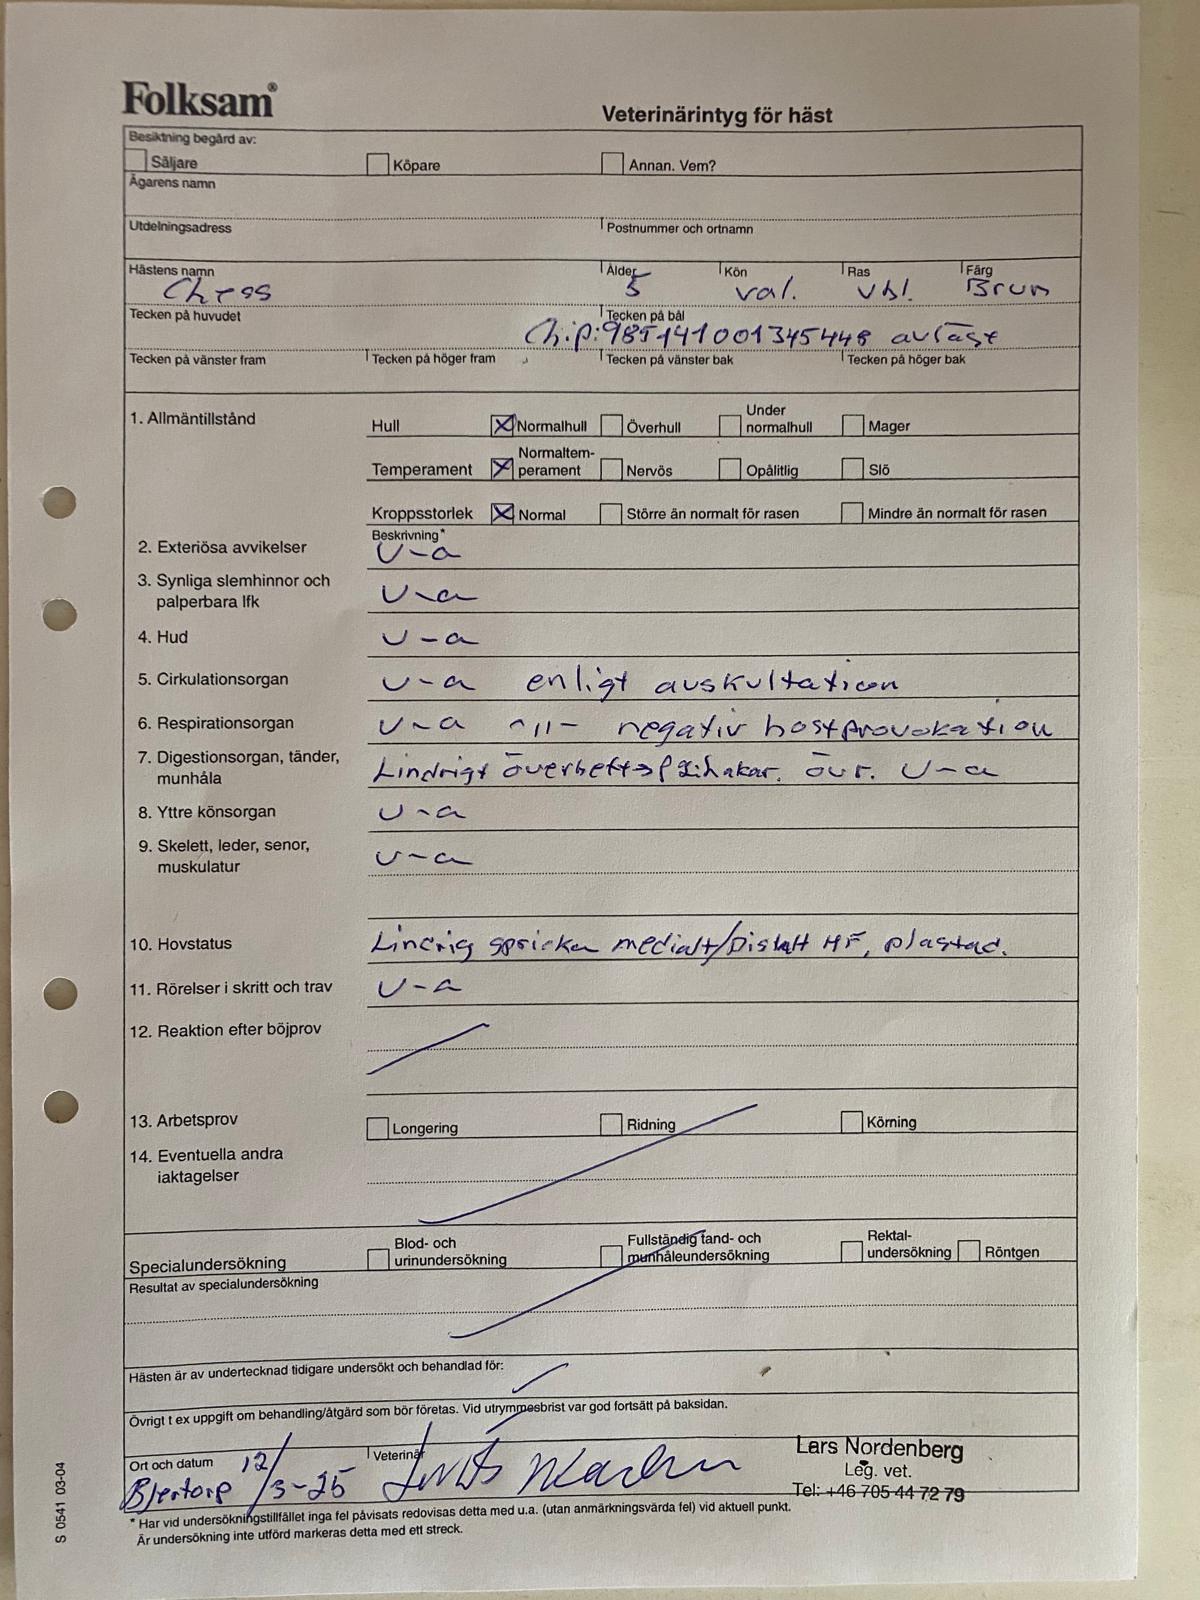 Folksam®
Veterinärintyg för häst
Besiktning begärd av:
Säljare Köpare Annan. Vem?
Ägarens namn
Utdelningsadress Postnummer och ortnamn
Hästens namn Ålder Kön Ras Färg
Chess 5 val. vbl. Brun
Tecken på huvudet Tecken på bål
Chip: 985141001345448 avläst
Tecken på vänster fram Tecken på höger fram Tecken på vänster bak Tecken på höger bak
1. Allmäntillstånd Hull Normalhull Överhull Under normalhull Mager
Temperament Normaltem-perament Nervös Opålitlig Slö
Kroppsstorlek Normal Större än normalt för rasen Mindre än normalt för rasen
Beskrivning*
2. Exteriösa avvikelser u-a
3. Synliga slemhinnor och
palperbara lfk u-a
4. Hud u-a
5. Cirkulationsorgan u-a enligt auskultation
6. Respirationsorgan u-a -"- negativ hostprovokation
7. Digestionsorgan, tänder,
munhåla Lindrigt överbett övr. u-a
8. Yttre könsorgan u-a
9. Skelett, leder, senor,
muskulatur u-a
10. Hovstatus Lindrig spricka medialt/Distalt HF, plastad.
11. Rörelser i skritt och trav u-a
12. Reaktion efter böjprov
13. Arbetsprov Longering Ridning Körning
14. Eventuella andra
iaktagelser
Specialundersökning Blod- och urinundersökning Fullständig tand- och munhåleundersökning Rektal-undersökning Röntgen
Resultat av specialundersökning
Hästen är av undertecknad tidigare undersökt och behandlad för:
Övrigt t ex uppgift om behandling/åtgärd som bör företas. Vid utrymmesbrist var god fortsätt på baksidan.
Ort och datum Veterinär
Bjertorp 12/3-25
Lars Nordenberg
Leg. vet.
Tel: +46 705 44 72 79
* Har vid undersökningstillfället inga fel påvisats redovisas detta med u.a. (utan anmärkningsvärda fel) vid aktuell punkt.
Är undersökning inte utförd markeras detta med ett streck.
S 0541 03-04